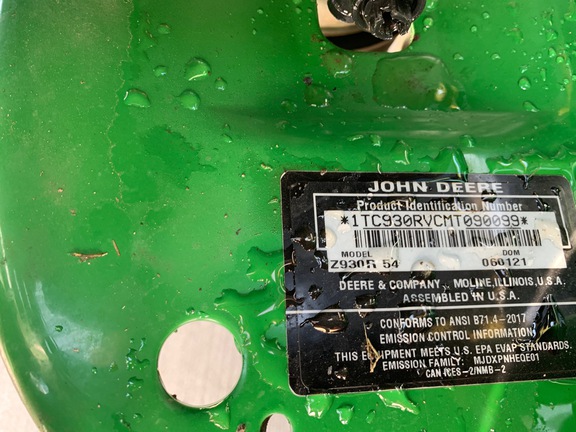 JOHN DEERE
Product Identification Number
*1TC930RVCMT090099*
MODEL DOM
Z930R 54 060121
DEERE & COMPANY MOLINE, ILLINOIS, U.S.A.
ASSEMBLED IN U.S.A.
CONFORMS TO ANSI B71.4-2017
EMISSION CONTROL INFORMATION:
THIS EQUIPMENT MEETS U.S. EPA EVAP STANDARDS.
EMISSION FAMILY: MJDXPNHEQE01
CAN ICES-2/NMB-2